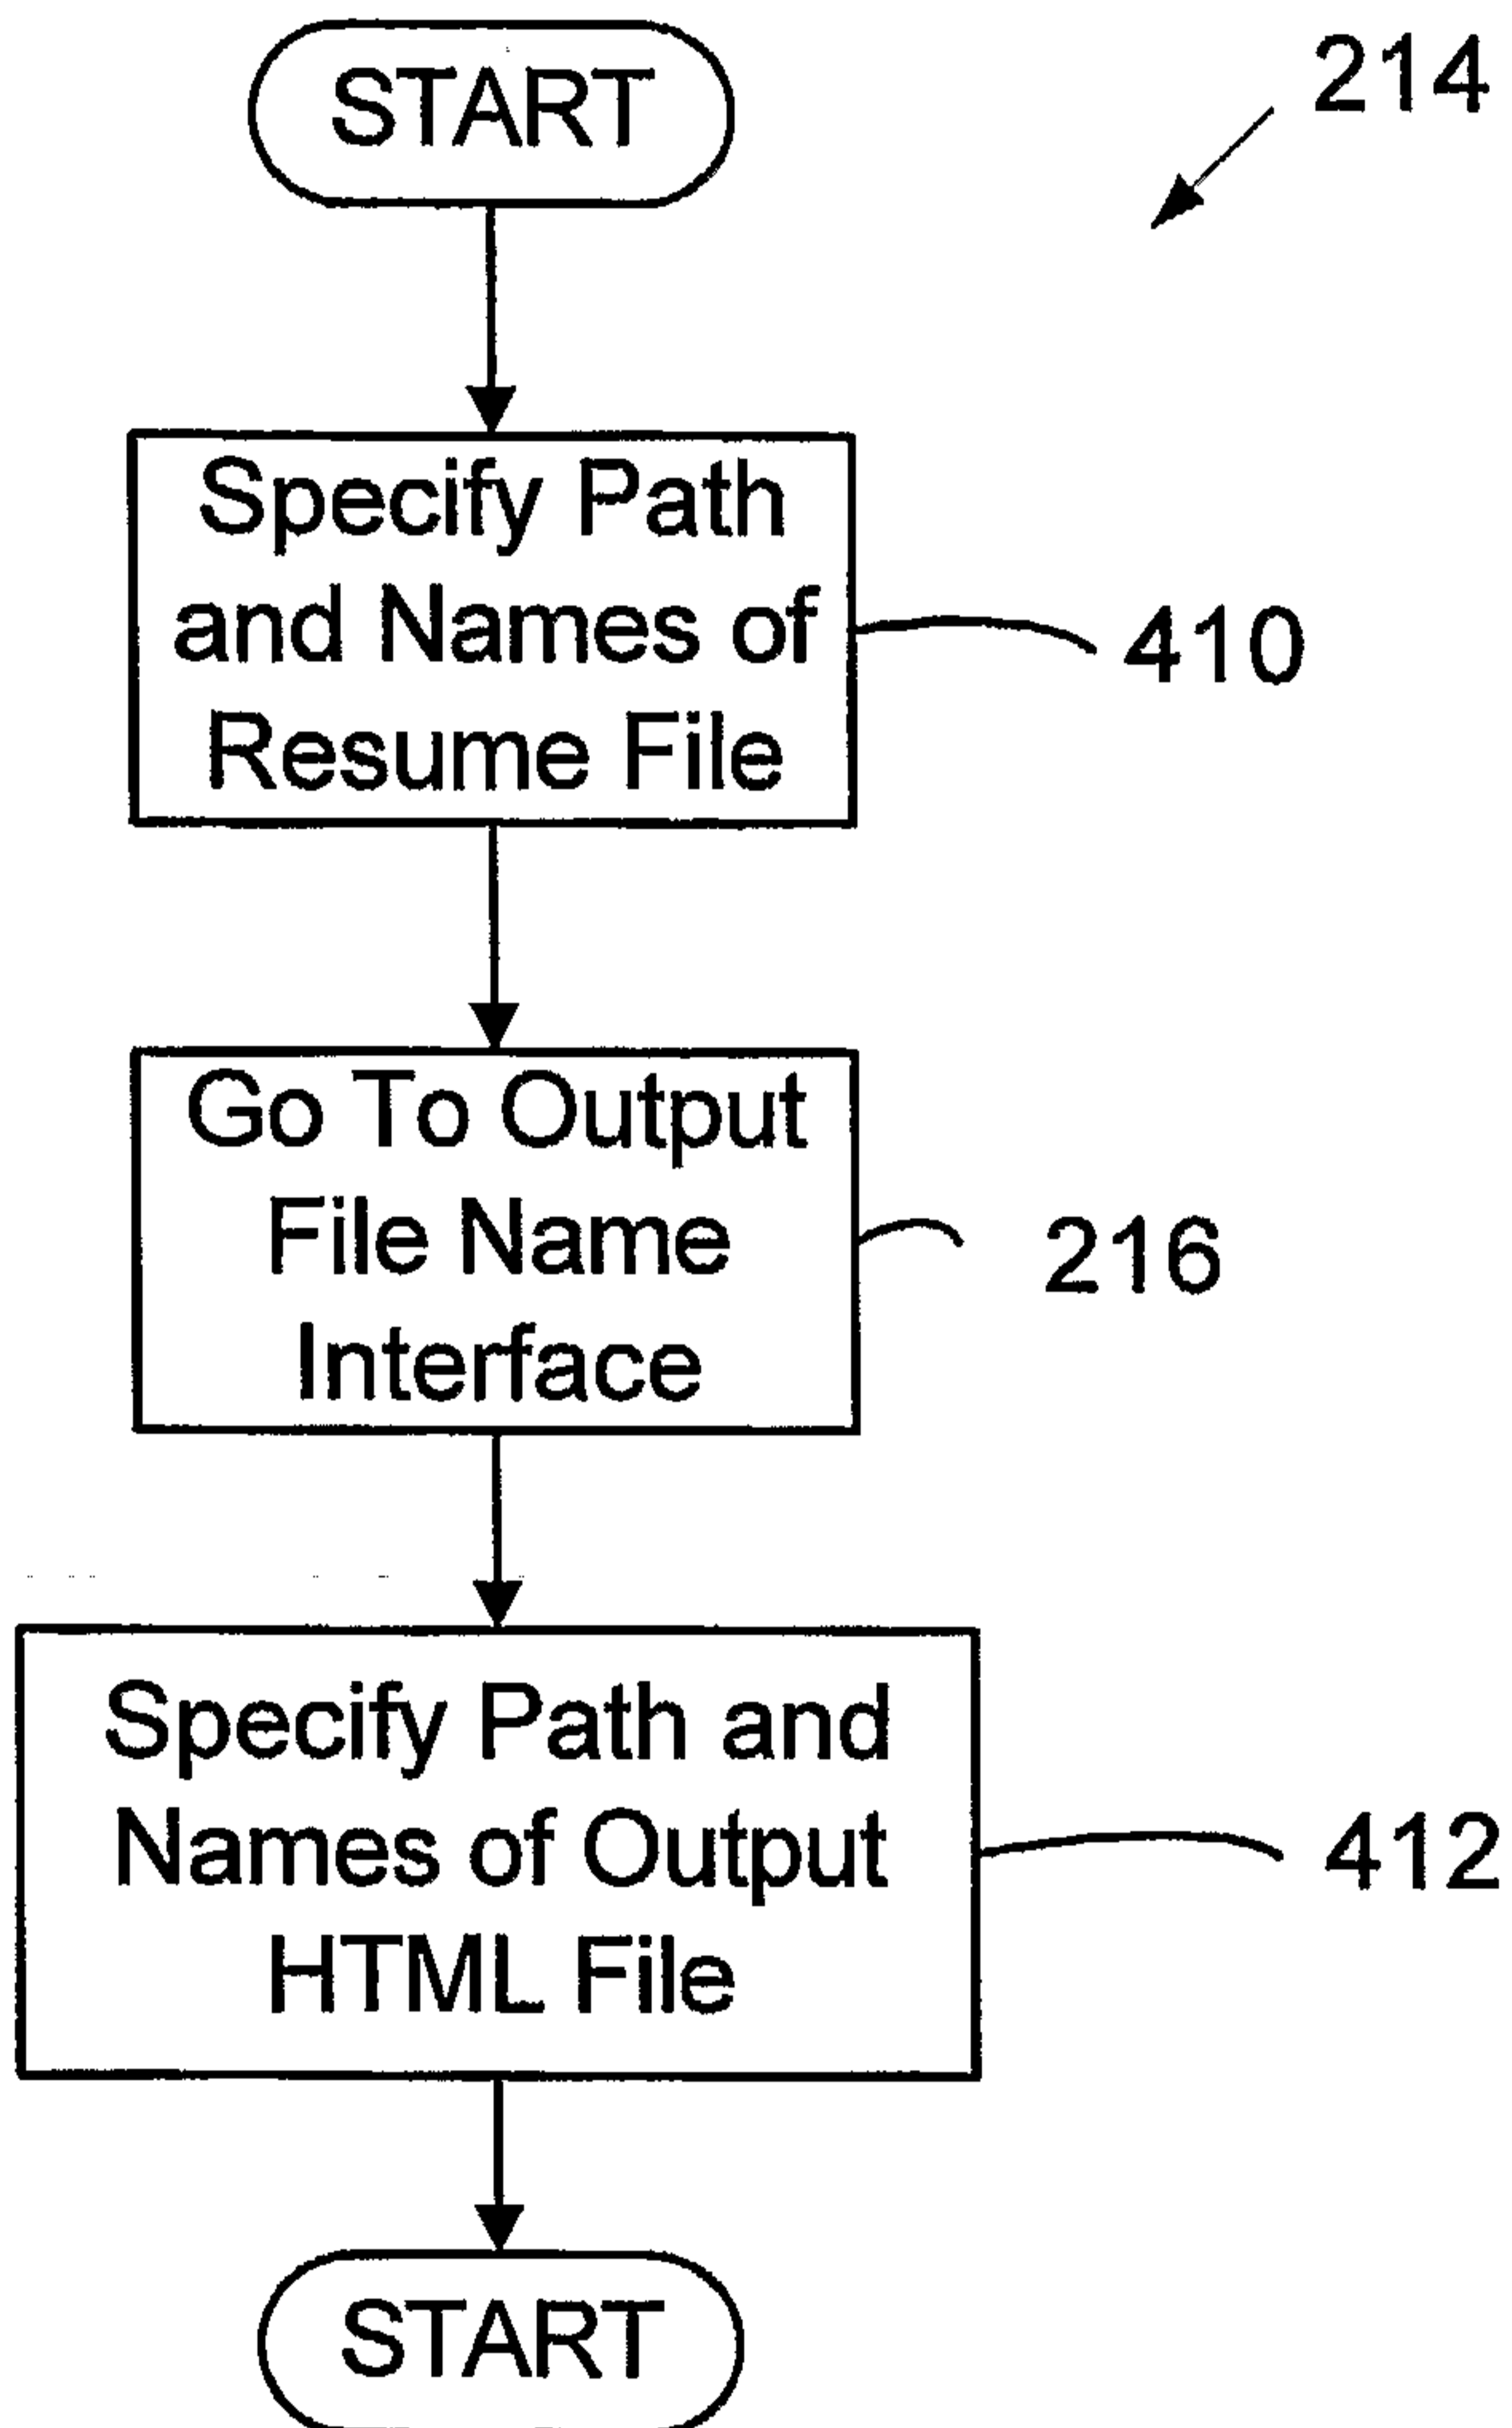 START
214
Specify Path
and Names of
Resume File
410
Go To Output
File Name
Interface
216
Specify Path and
Names of Output
HTML File
412
START